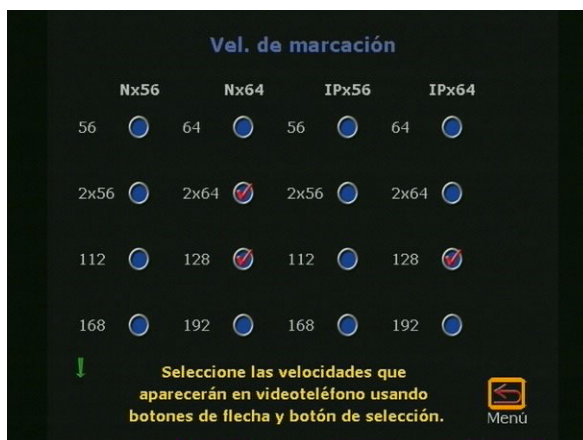 Vel. de marcación
Nx56 Nx64 IPx56 IPx64
56 64 56 64
2x56 2x64 2x56 2x64
112 128 112 128
168 192 168 192
Seleccione las velocidades que
aparecerán en videoteléfono usando
botones de flecha y botón de selección.
Menú